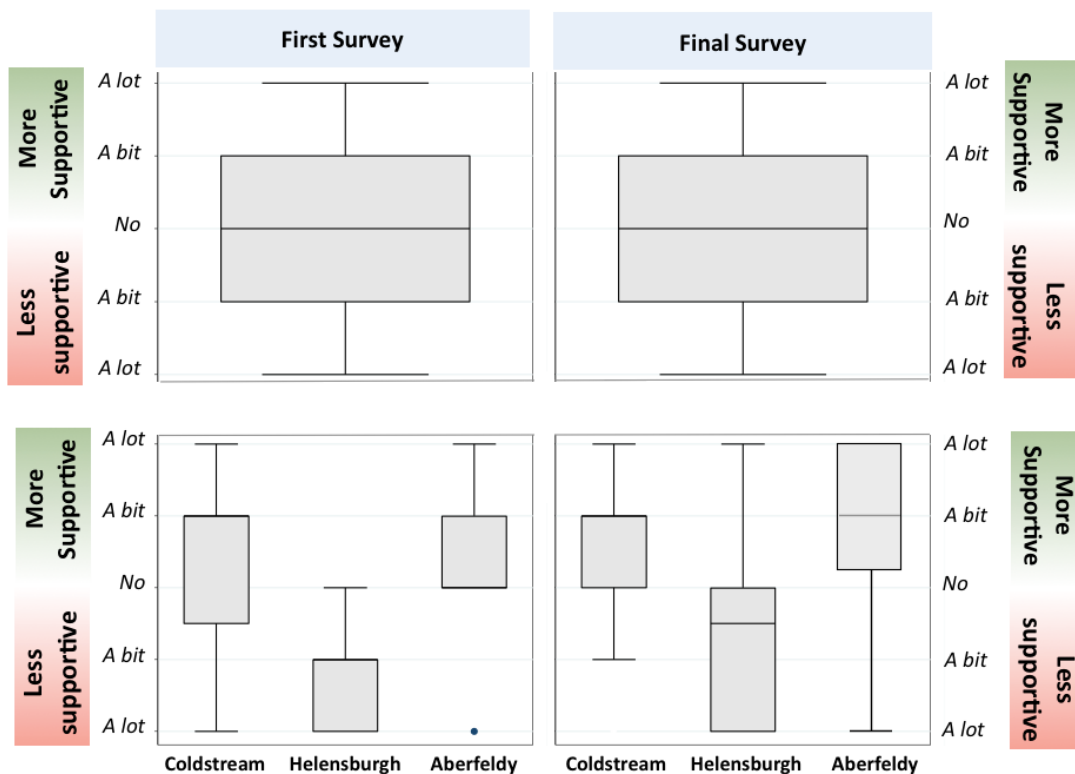 First Survey
Final Survey
More
Supportive
Less
supportive
A lot
A bit
No
A bit
A lot
A lot
A bit
No
A bit
A lot
More
Supportive
Less
supportive
More
Supportive
Less
supportive
A lot
A bit
No
A bit
A lot
A lot
A bit
No
A bit
A lot
More
Supportive
Less
supportive
Coldstream Helensburgh Aberfeldy
Coldstream Helensburgh Aberfeldy